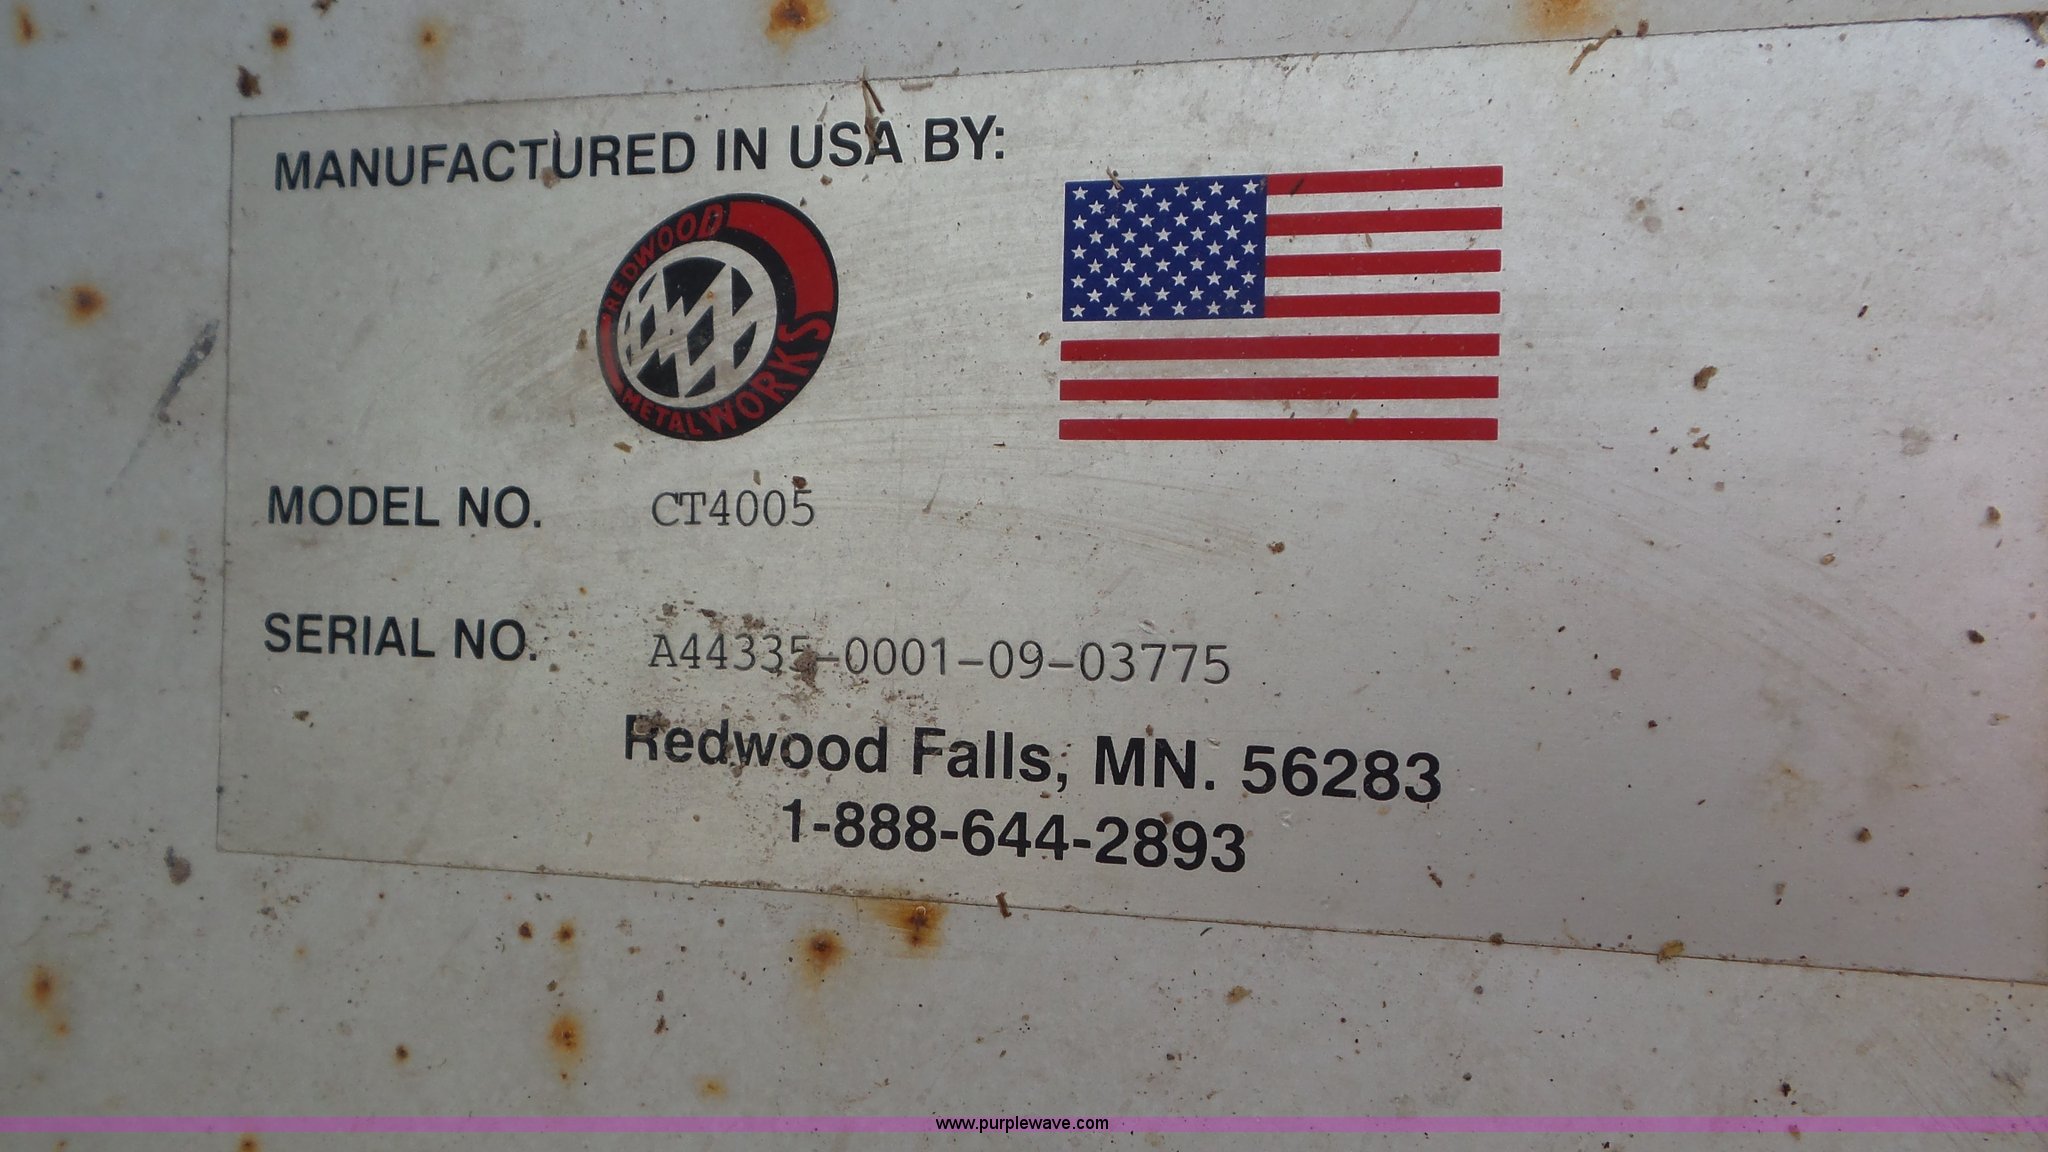 MANUFACTURED IN USA BY:
REDWOOD
METALWORKS
MODEL NO. CT4005
SERIAL NO. A44335-0001-09-03775
Redwood Falls, MN. 56283
1-888-644-2893
www.purplewave.com